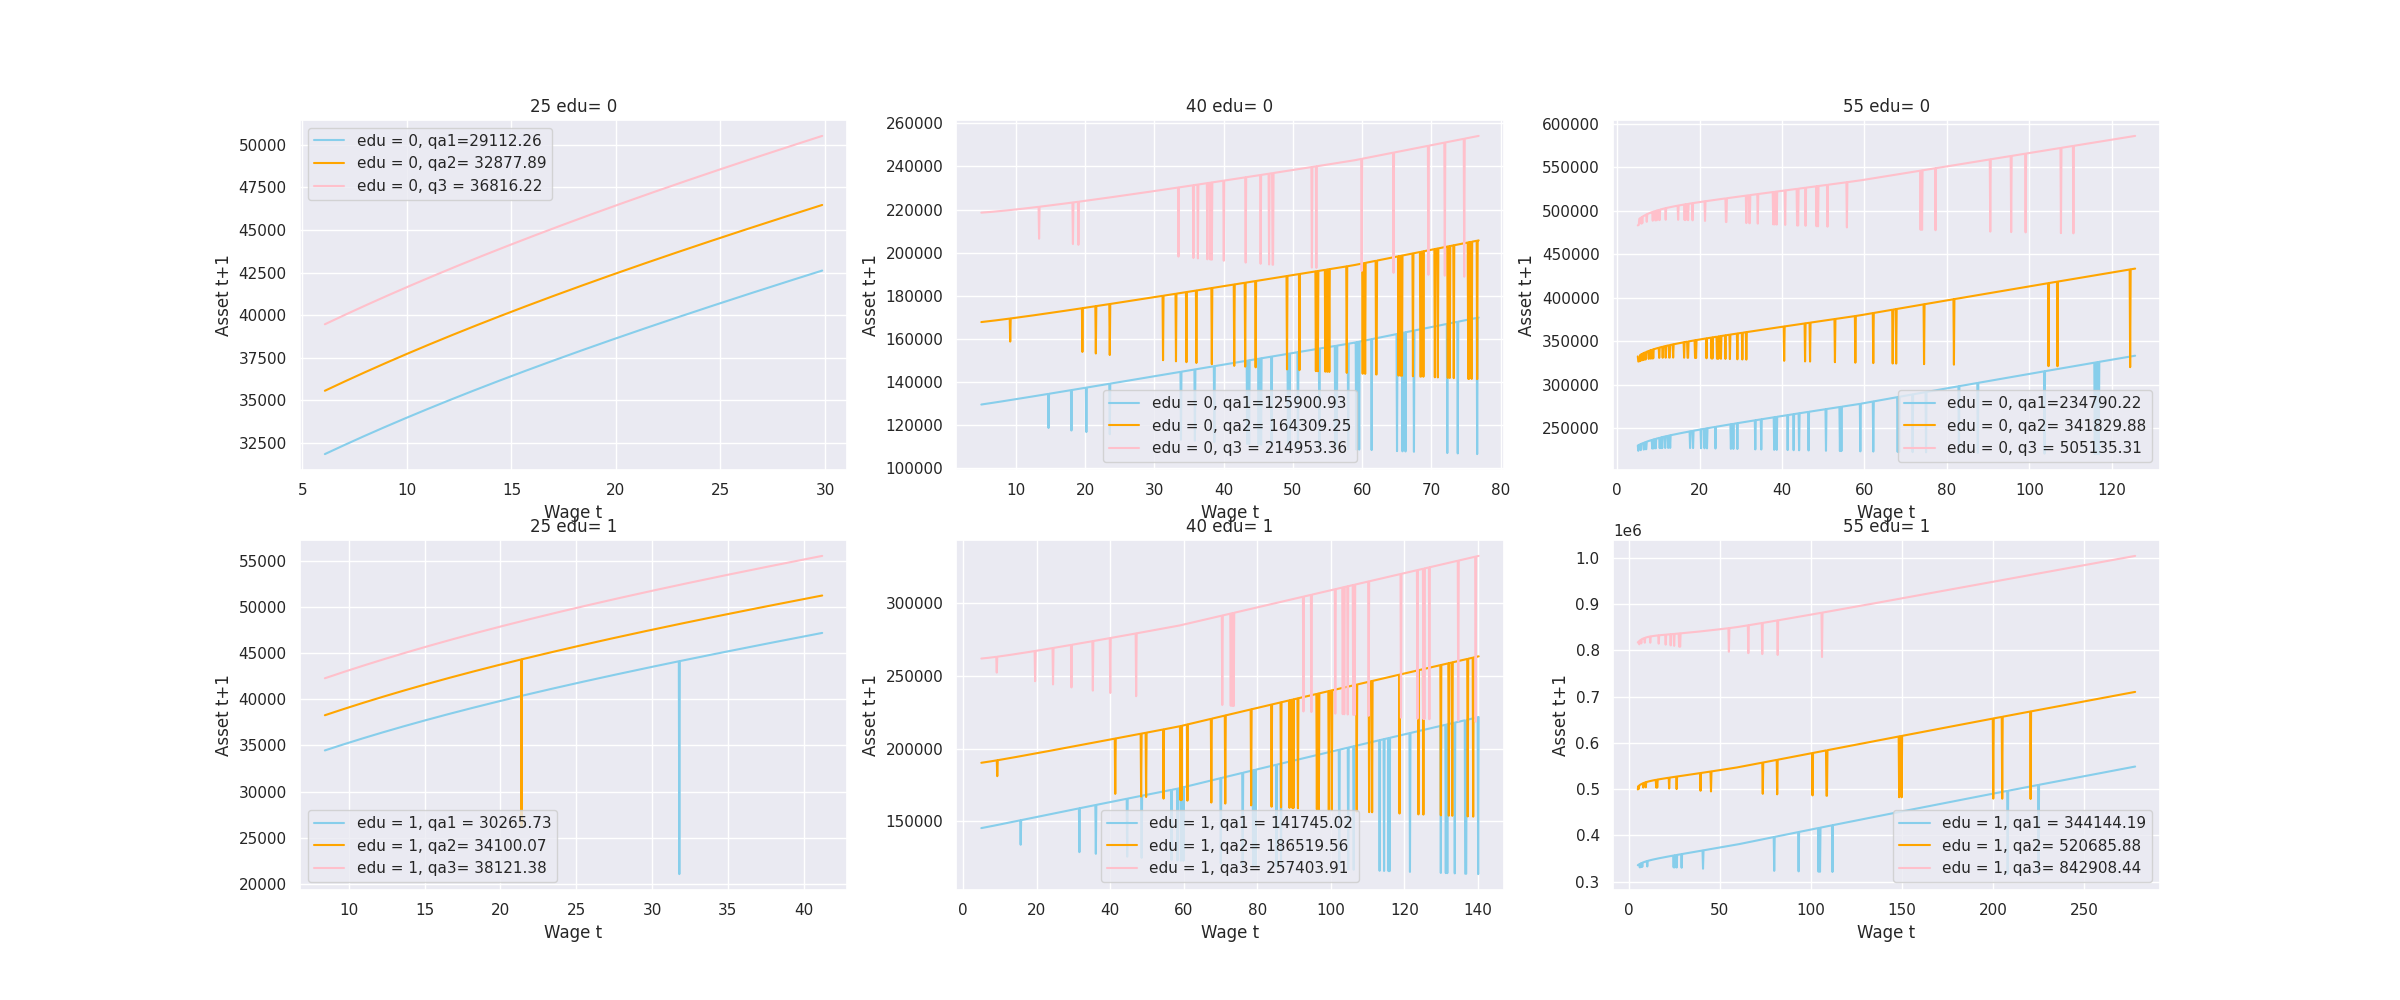 25 edu= 0
edu = 0, qa1=29112.26
edu = 0, qa2= 32877.89
edu = 0, q3 = 36816.22
50000
47500
45000
42500
40000
37500
35000
32500
Asset t+1
5 10 15 20 25 30
Wage t
40 edu= 0
260000
240000
220000
200000
180000
160000
140000
120000
100000
Asset t+1
edu = 0, qa1=125900.93
edu = 0, qa2= 164309.25
edu = 0, q3 = 214953.36
10 20 30 40 50 60 70 80
Wage t
55 edu= 0
600000
550000
500000
450000
400000
350000
300000
250000
Asset t+1
edu = 0, qa1=234790.22
edu = 0, qa2= 341829.88
edu = 0, q3 = 505135.31
0 20 40 60 80 100 120
Wage t
25 edu= 1
55000
50000
45000
40000
35000
30000
25000
20000
Asset t+1
edu = 1, qa1 = 30265.73
edu = 1, qa2= 34100.07
edu = 1, qa3= 38121.38
10 15 20 25 30 35 40
Wage t
40 edu= 1
300000
250000
200000
150000
Asset t+1
edu = 1, qa1 = 141745.02
edu = 1, qa2= 186519.56
edu = 1, qa3= 257403.91
0 20 40 60 80 100 120 140
Wage t
55 edu= 1
1e6
1.0
0.9
0.8
0.7
0.6
0.5
0.4
0.3
Asset t+1
edu = 1, qa1 = 344144.19
edu = 1, qa2= 520685.88
edu = 1, qa3= 842908.44
0 50 100 150 200 250
Wage t